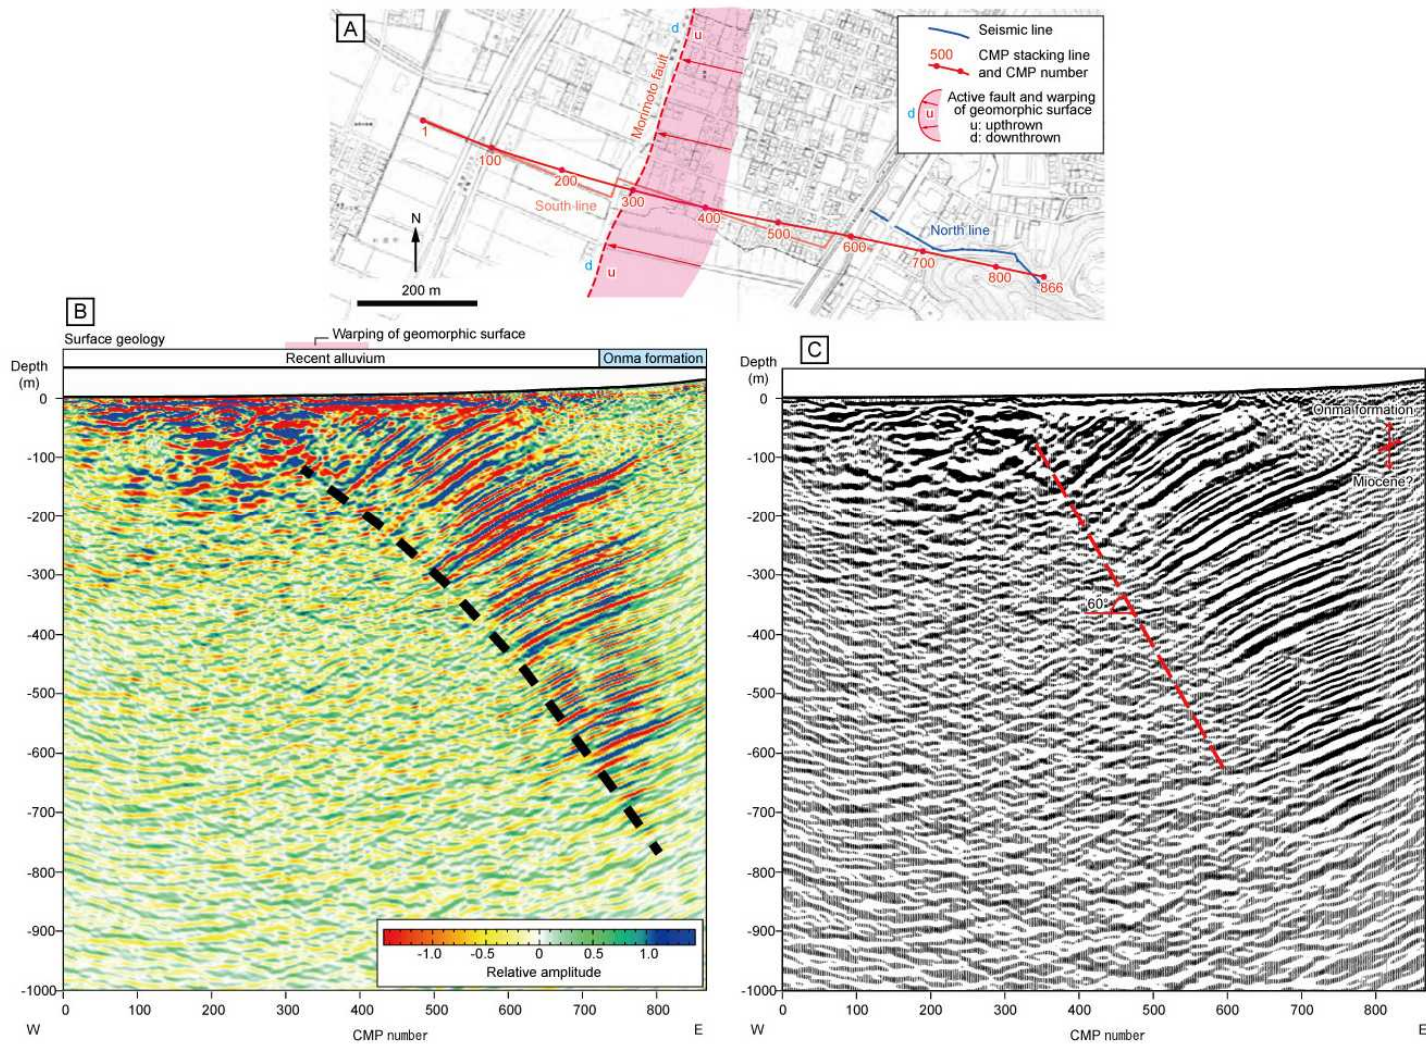 A
d
u
Morimoto fault
1
100
200
300
400
500
600
700
800
866
South line
North line
N
200 m
d
u
Seismic line
500
CMP stacking line
and CMP number
d
u
Active fault and warping
of geomorphic surface
u: upthrown
d: downthrown
B
Warping of geomorphic surface
Surface geology
Recent alluvium
Onma formation
Depth
(m)
0
-100
-200
-300
-400
-500
-600
-700
-800
-900
-1000
-1.0
-0.5
0
0.5
1.0
Relative amplitude
0
100
200
300
400
500
600
700
800
W
E
CMP number
C
Depth
(m)
0
-100
-200
-300
-400
-500
-600
-700
-800
-900
-1000
Onma formation
Miocene?
60°
0
100
200
300
400
500
600
700
800
W
E
CMP number